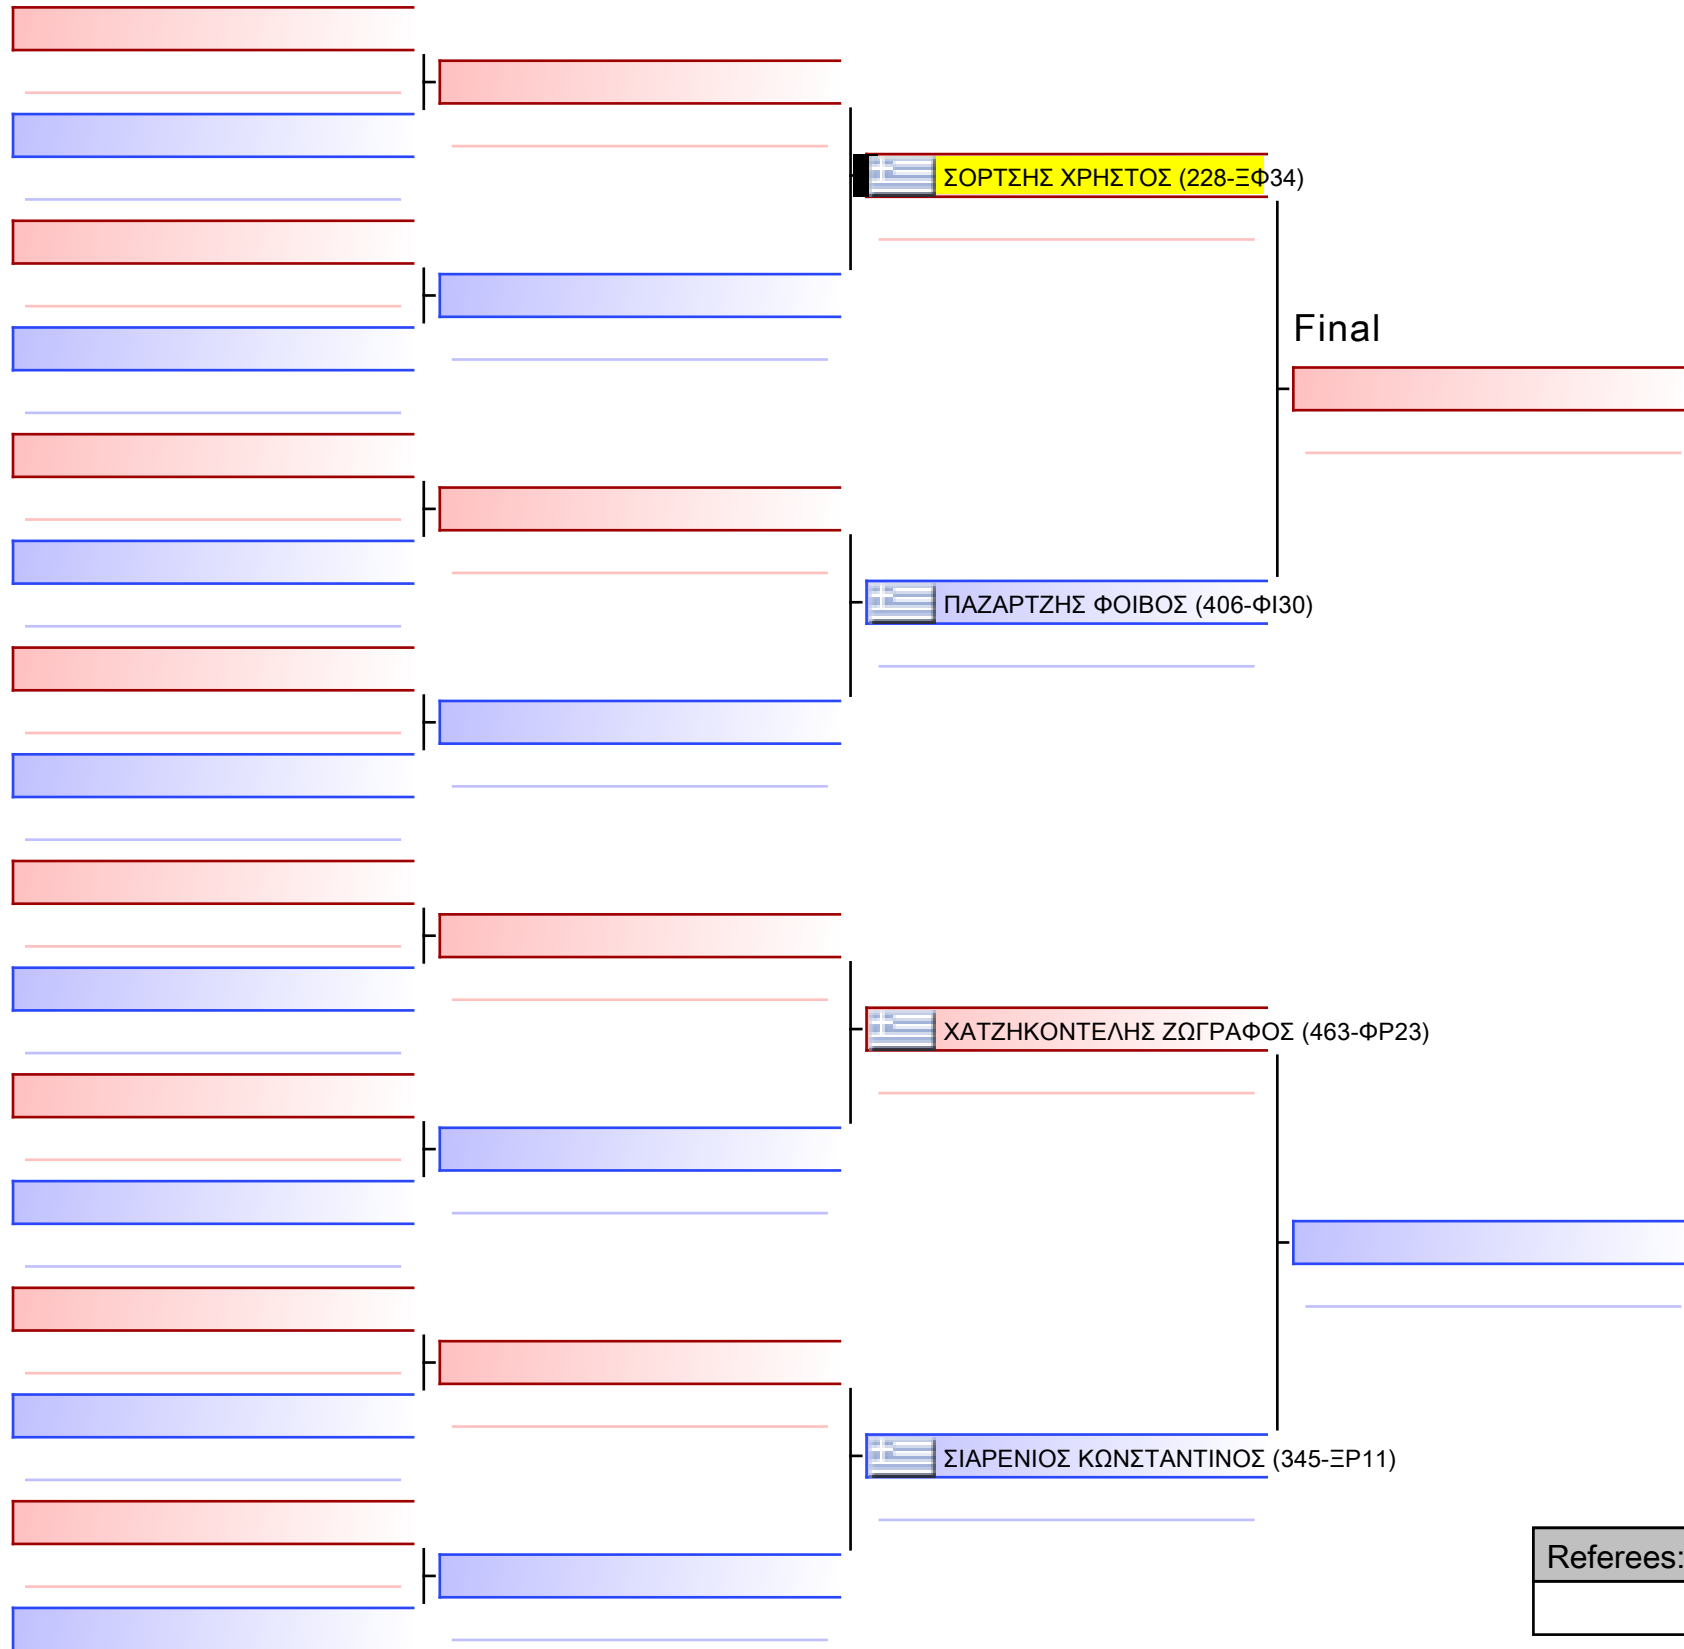 ΣΟΡΤΣΗΣ ΧΡΗΣΤΟΣ (228-ΞΦ34)
Final
ΠΑΖΑΡΤΖΗΣ ΦΟΙΒΟΣ (406-ΦΙ30)
ΧΑΤΖΗΚΟΝΤΕΛΗΣ ΖΩΓΡΑΦΟΣ (463-ΦΡ23)
ΣΙΑΡΕΝΙΟΣ ΚΩΝΣΤΑΝΤΙΝΟΣ (345-ΞΡ11)
Referees: